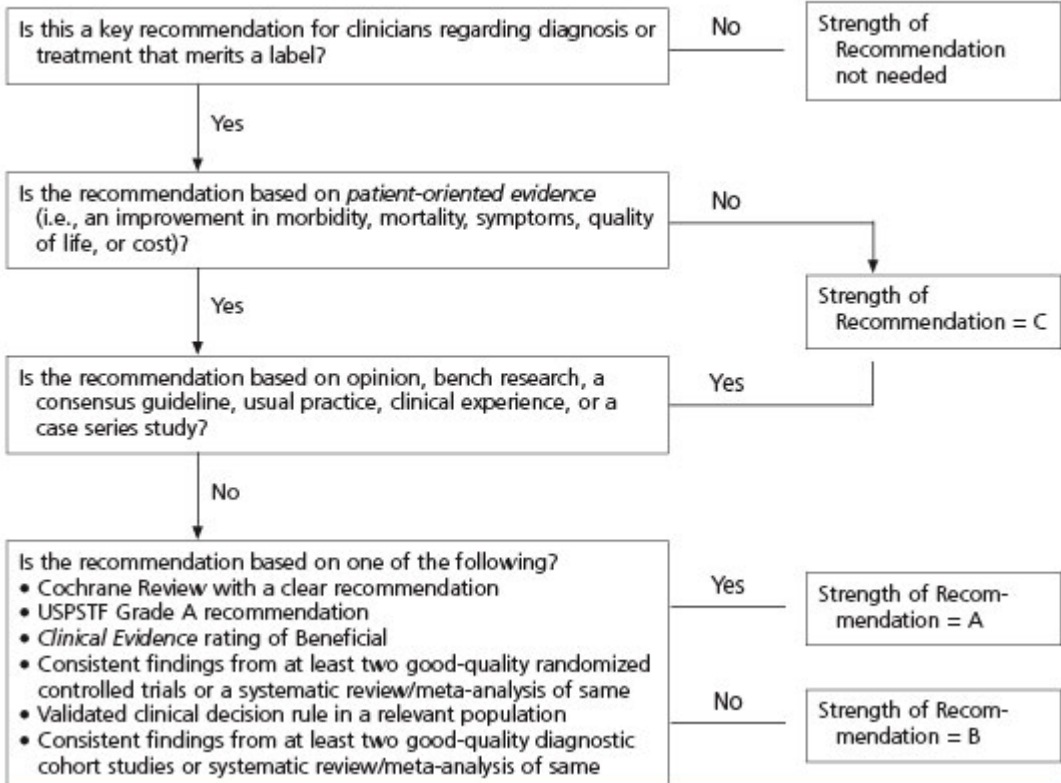 Is this a key recommendation for clinicians regarding diagnosis or
treatment that merits a label?
No
Strength of
Recommendation
not needed
Yes
Is the recommendation based on patient-oriented evidence
(i.e., an improvement in morbidity, mortality, symptoms, quality
of life, or cost)?
No
Strength of
Recommendation = C
Yes
Is the recommendation based on opinion, bench research, a
consensus guideline, usual practice, clinical experience, or a
case series study?
Yes
No
Is the recommendation based on one of the following?
• Cochrane Review with a clear recommendation
• USPSTF Grade A recommendation
• Clinical Evidence rating of Beneficial
• Consistent findings from at least two good-quality randomized
controlled trials or a systematic review/meta-analysis of same
• Validated clinical decision rule in a relevant population
• Consistent findings from at least two good-quality diagnostic
cohort studies or systematic review/meta-analysis of same
Yes
Strength of Recom-
mendation = A
No
Strength of Recom-
mendation = B